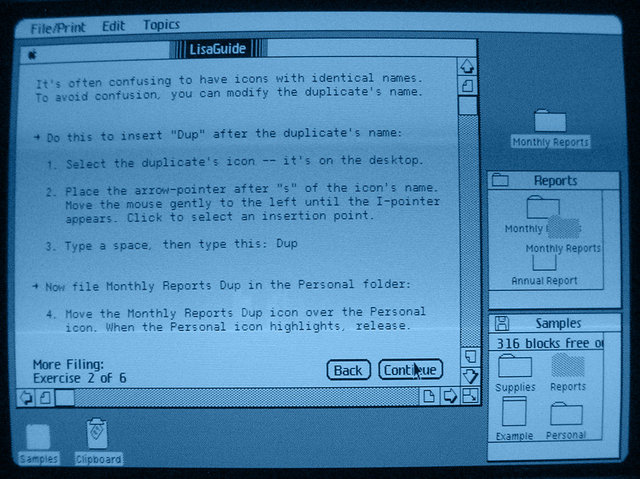 File/Print Edit Topics
LisaGuide
It's often confusing to have icons with identical names.
To avoid confusion, you can modify the duplicate's name.
→ Do this to insert "Dup" after the duplicate's name:
1. Select the duplicate's icon -- it's on the desktop.
2. Place the arrow-pointer after "s" of the icon's name.
Move the mouse gently to the left until the I-pointer
appears. Click to select an insertion point.
3. Type a space, then type this: Dup
→ Now file Monthly Reports Dup in the Personal folder:
4. Move the Monthly Reports Dup icon over the Personal
icon. When the Personal icon highlights, release.
More Filing:
Exercise 2 of 6
Back Continue
Monthly Reports
Reports
Monthly
Monthly Reports
Annual Report
Samples
316 blocks free o
Supplies Reports
Example Personal
Samples Clipboard